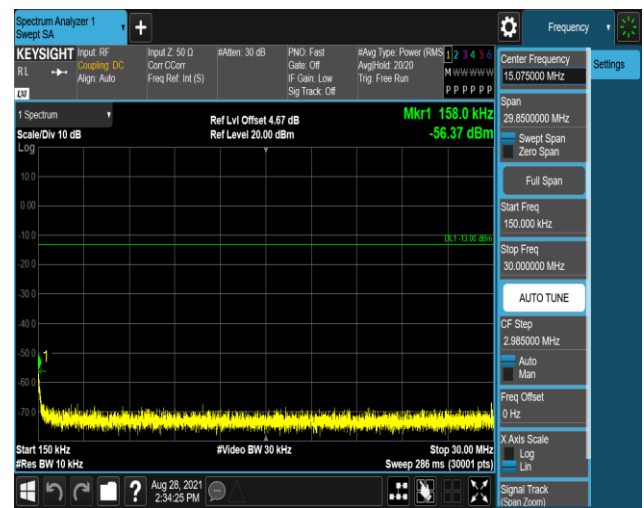 Spectrum Analyzer 1
Swept SA
+
Frequency
KEYSIGHT
RL
LXI
Input: RF
Coupling: DC
Align: Auto
Input Z: 50 Ω
Corr CCorr
Freq Ref: Int (S)
#Atten: 30 dB
PNO: Fast
Gate: Off
IF Gain: Low
Sig Track: Off
#Avg Type: Power (RMS
Avg|Hold: 20/20
Trig: Free Run
1 2 3 4 5 6
M W W W W W
P P P P P P
Center Frequency
15.075000 MHz
Settings
Span
29.8500000 MHz
Swept Span
Zero Span
Full Span
Start Freq
150.000 kHz
Stop Freq
30.000000 MHz
AUTO TUNE
CF Step
2.985000 MHz
Auto
Man
Freq Offset
0 Hz
X Axis Scale
Log
Lin
Signal Track
(Span Zoom)
1 Spectrum
Scale/Div 10 dB
Log
Ref Lvl Offset 4.67 dB
Ref Level 20.00 dBm
Mkr1 158.0 kHz
-56.37 dBm
10.0
0.00
-10.0
DL1 -13.00 dBm
-20.0
-30.0
-40.0
-50.0
1
-60.0
-70.0
Start 150 kHz
#Res BW 10 kHz
#Video BW 30 kHz
Stop 30.00 MHz
Sweep 286 ms (30001 pts)
?
Aug 28, 2021
2:34:25 PM